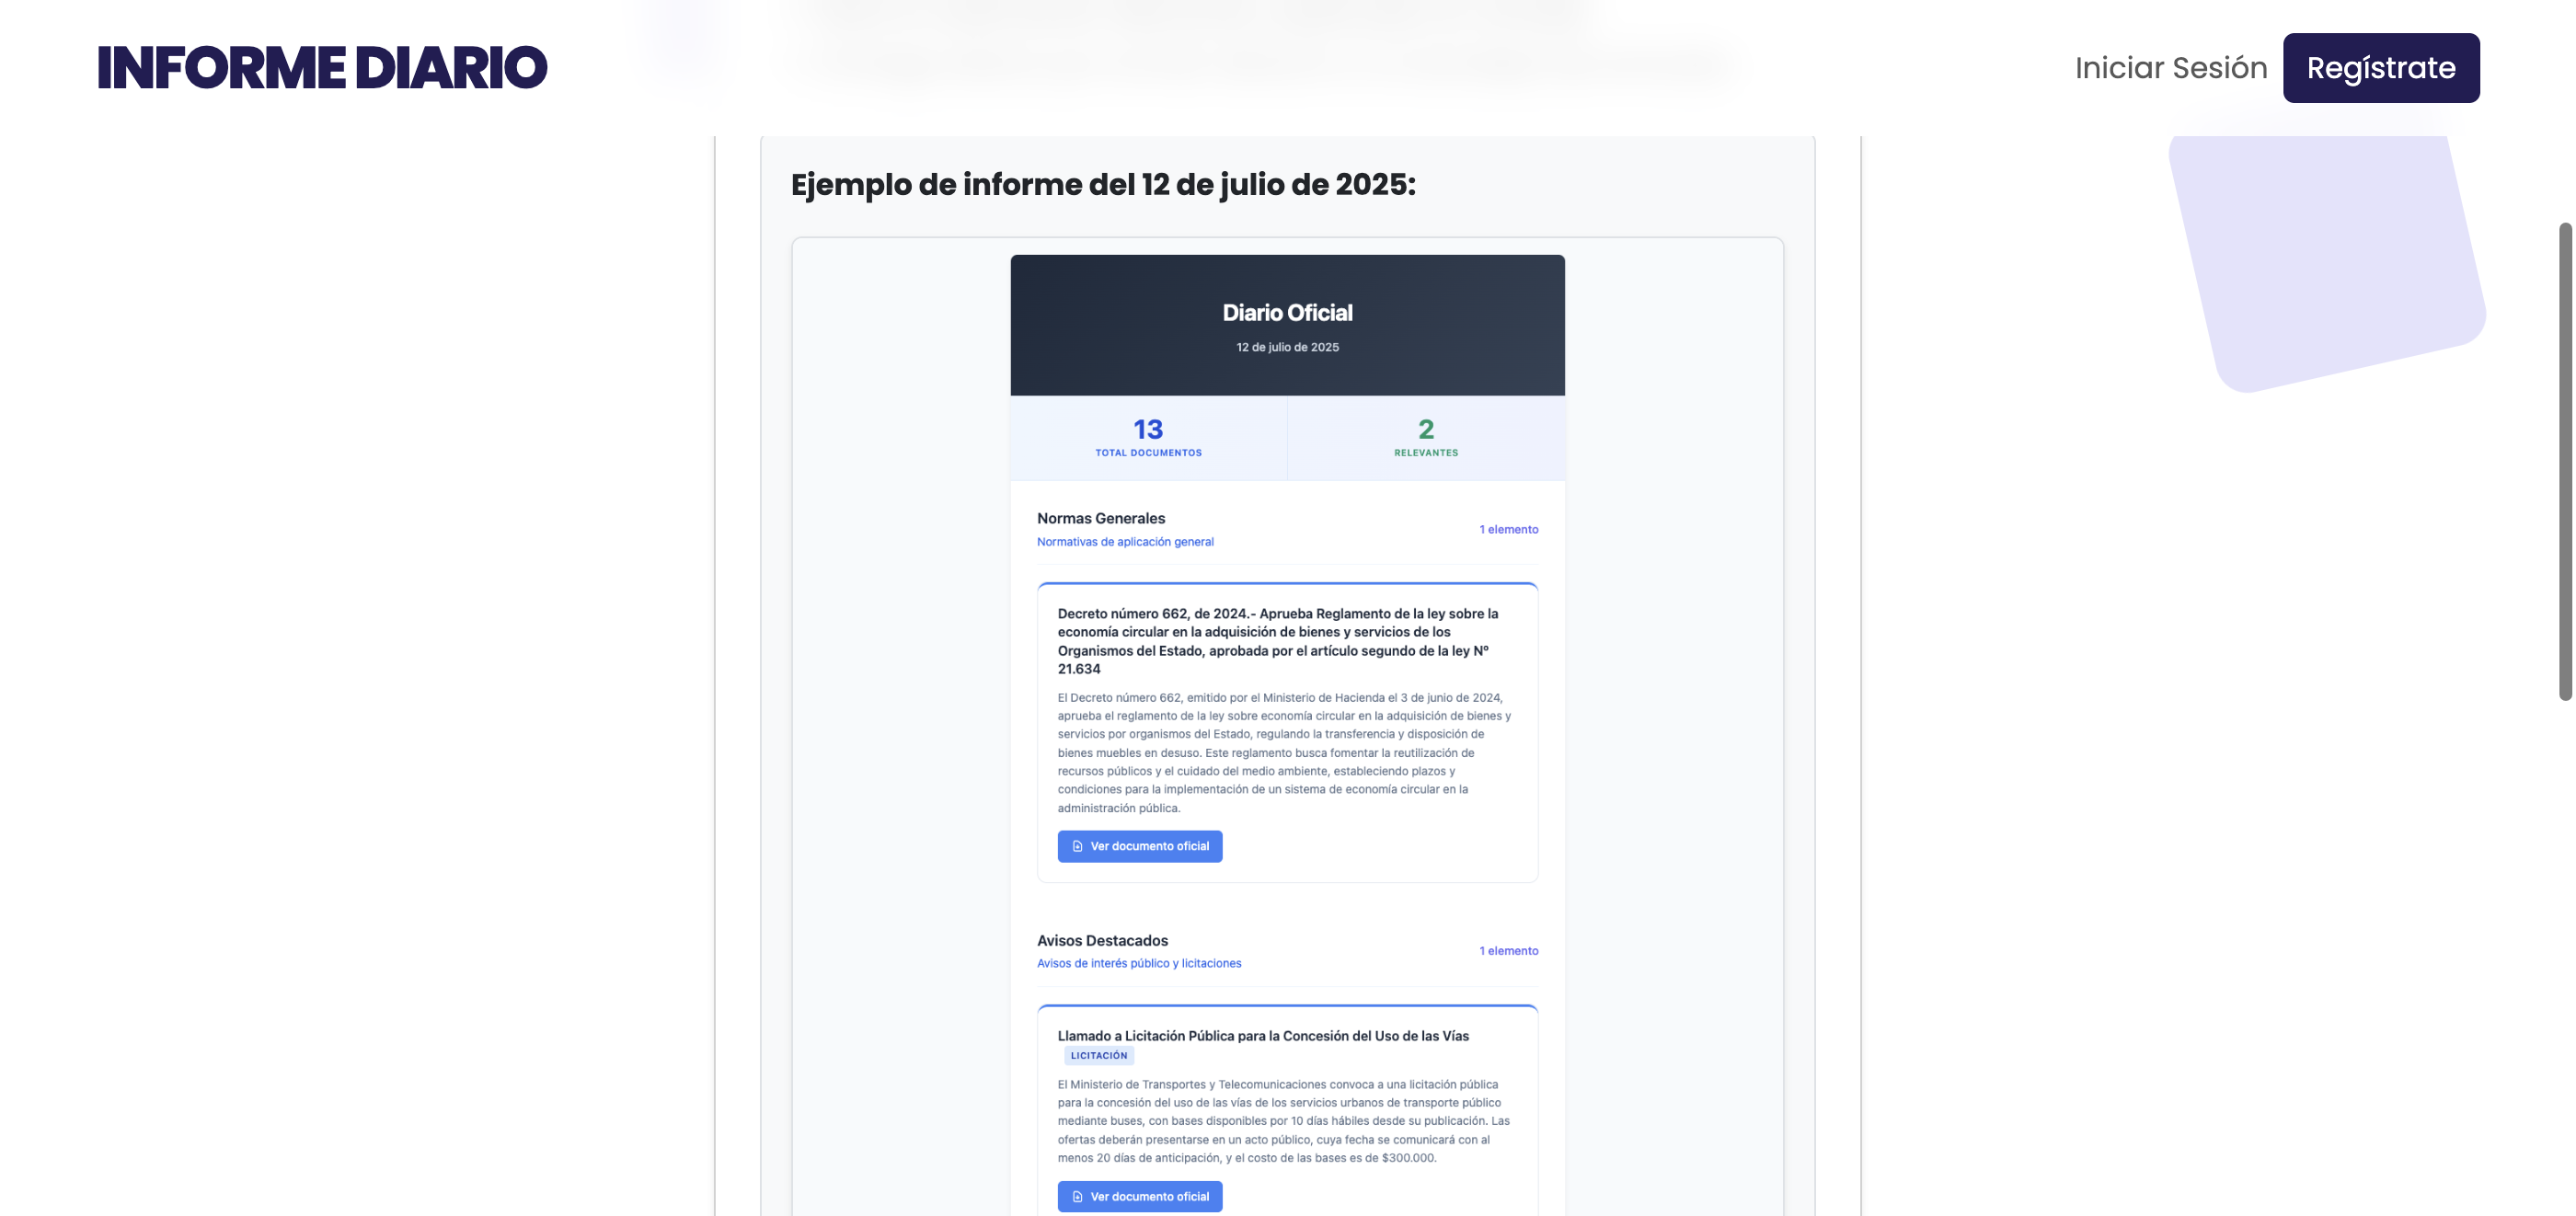 INFORME DIARIO
Iniciar Sesión
Regístrate
Ejemplo de informe del 12 de julio de 2025:
Diario Oficial
12 de julio de 2025
13
TOTAL DOCUMENTOS
2
RELEVANTES
Normas Generales
Normativas de aplicación general
1 elemento
Decreto número 662, de 2024.- Aprueba Reglamento de la ley sobre la
economía circular en la adquisición de bienes y servicios de los
Organismos del Estado, aprobada por el artículo segundo de la ley Nº
21.634
El Decreto número 662, emitido por el Ministerio de Hacienda el 3 de junio de 2024,
aprueba el reglamento de la ley sobre economía circular en la adquisición de bienes y
servicios por organismos del Estado, regulando la transferencia y disposición de
bienes muebles en desuso. Este reglamento busca fomentar la reutilización de
recursos públicos y el cuidado del medio ambiente, estableciendo plazos y
condiciones para la implementación de un sistema de economía circular en la
administración pública.
Ver documento oficial
Avisos Destacados
Avisos de interés público y licitaciones
1 elemento
Llamado a Licitación Pública para la Concesión del Uso de las Vías
LICITACIÓN
El Ministerio de Transportes y Telecomunicaciones convoca a una licitación pública
para la concesión del uso de las vías de los servicios urbanos de transporte público
mediante buses, con bases disponibles por 10 días hábiles desde su publicación. Las
ofertas deberán presentarse en un acto público, cuya fecha se comunicará con al
menos 20 días de anticipación, y el costo de las bases es de $300.000.
Ver documento oficial